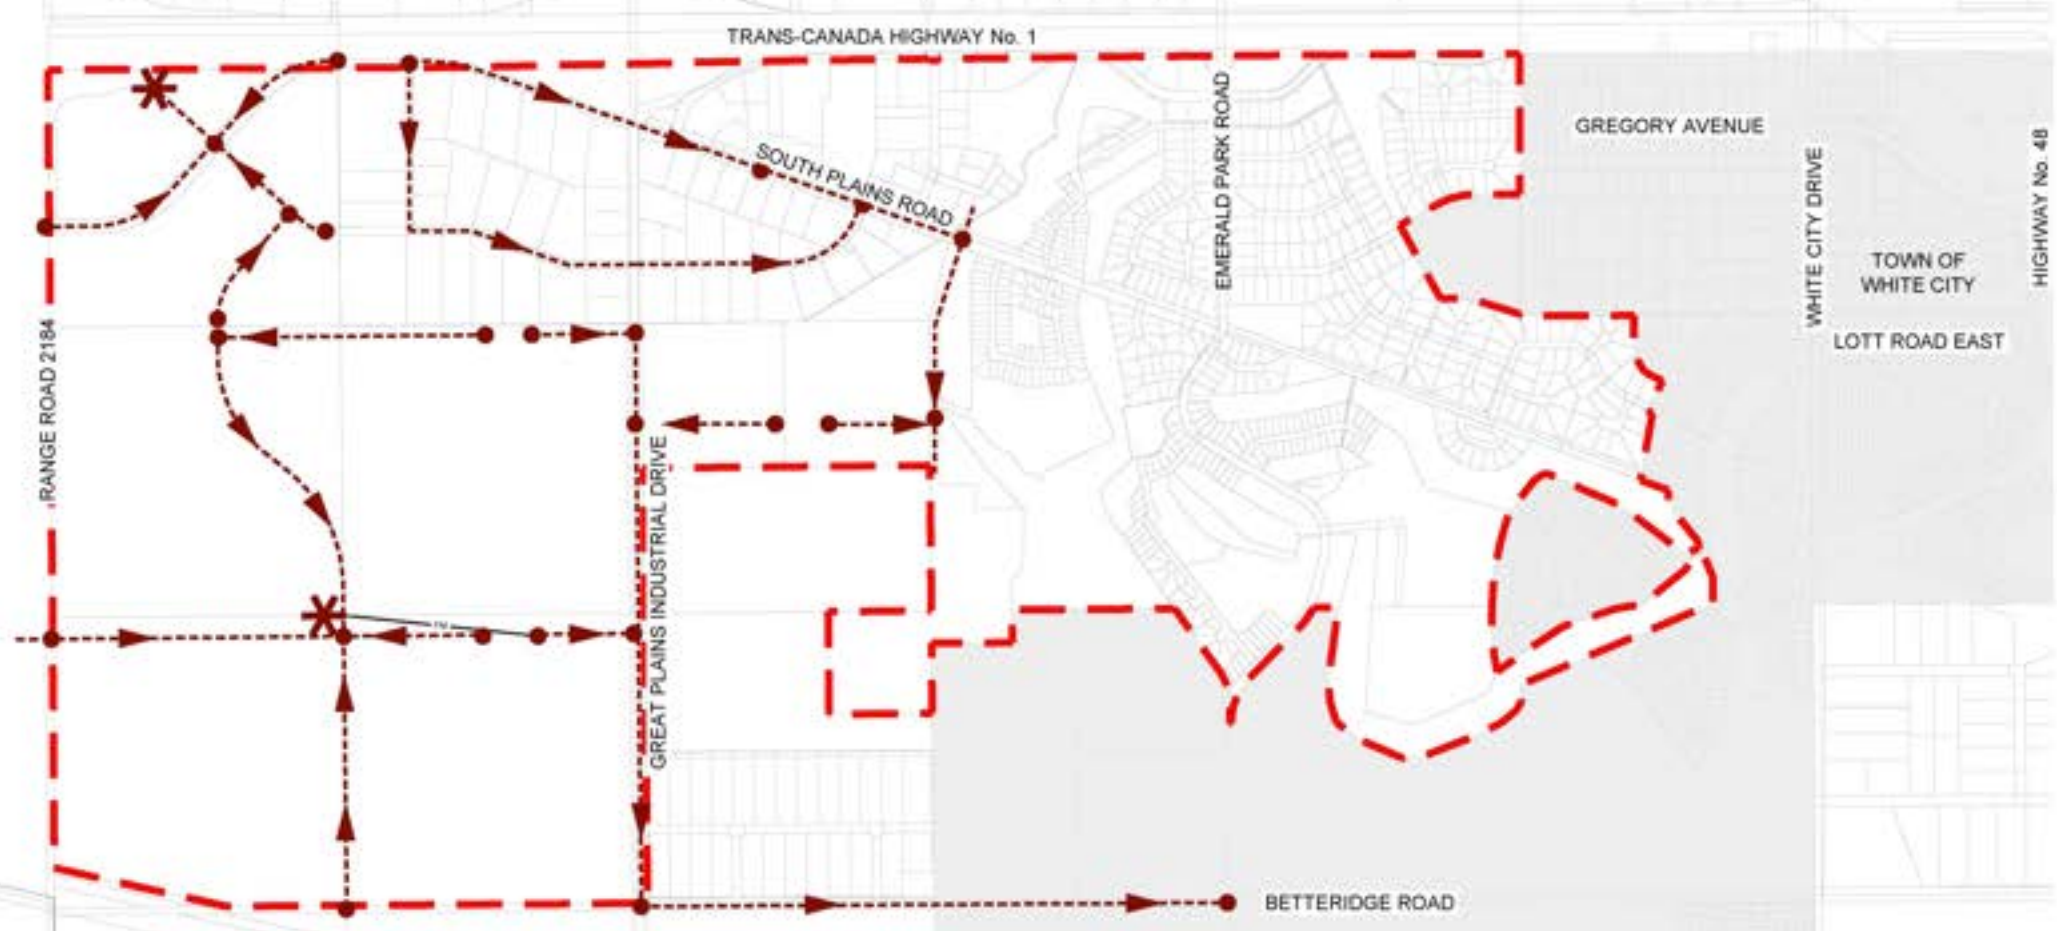 TRANS-CANADA HIGHWAY No. 1
GREGORY AVENUE
SOUTH PLAINS ROAD
EMERALD PARK ROAD
WHITE CITY DRIVE
HIGHWAY No. 48
TOWN OF
WHITE CITY
LOTT ROAD EAST
RANGE ROAD 2184
GREAT PLAINS INDUSTRIAL DRIVE
BETTERIDGE ROAD